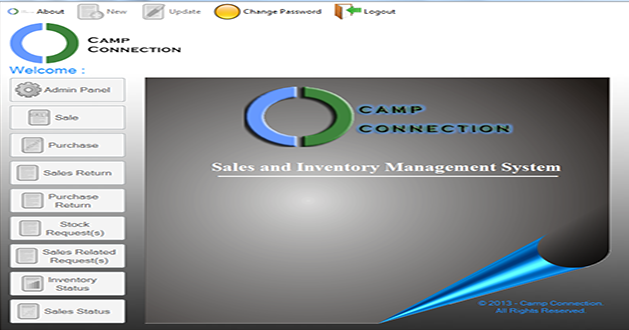 About New Update Change Password Logout
CAMP
CONNECTION
Welcome :
Admin Panel
Sale
Purchase
Sales Return
Purchase
Return
Stock
Request(s)
Sales Related
Request(s)
Inventory
Status
Sales Status
CAMP
CONNECTION
Sales and Inventory Management System
© 2013 - Camp Connection
All Rights Reserved.